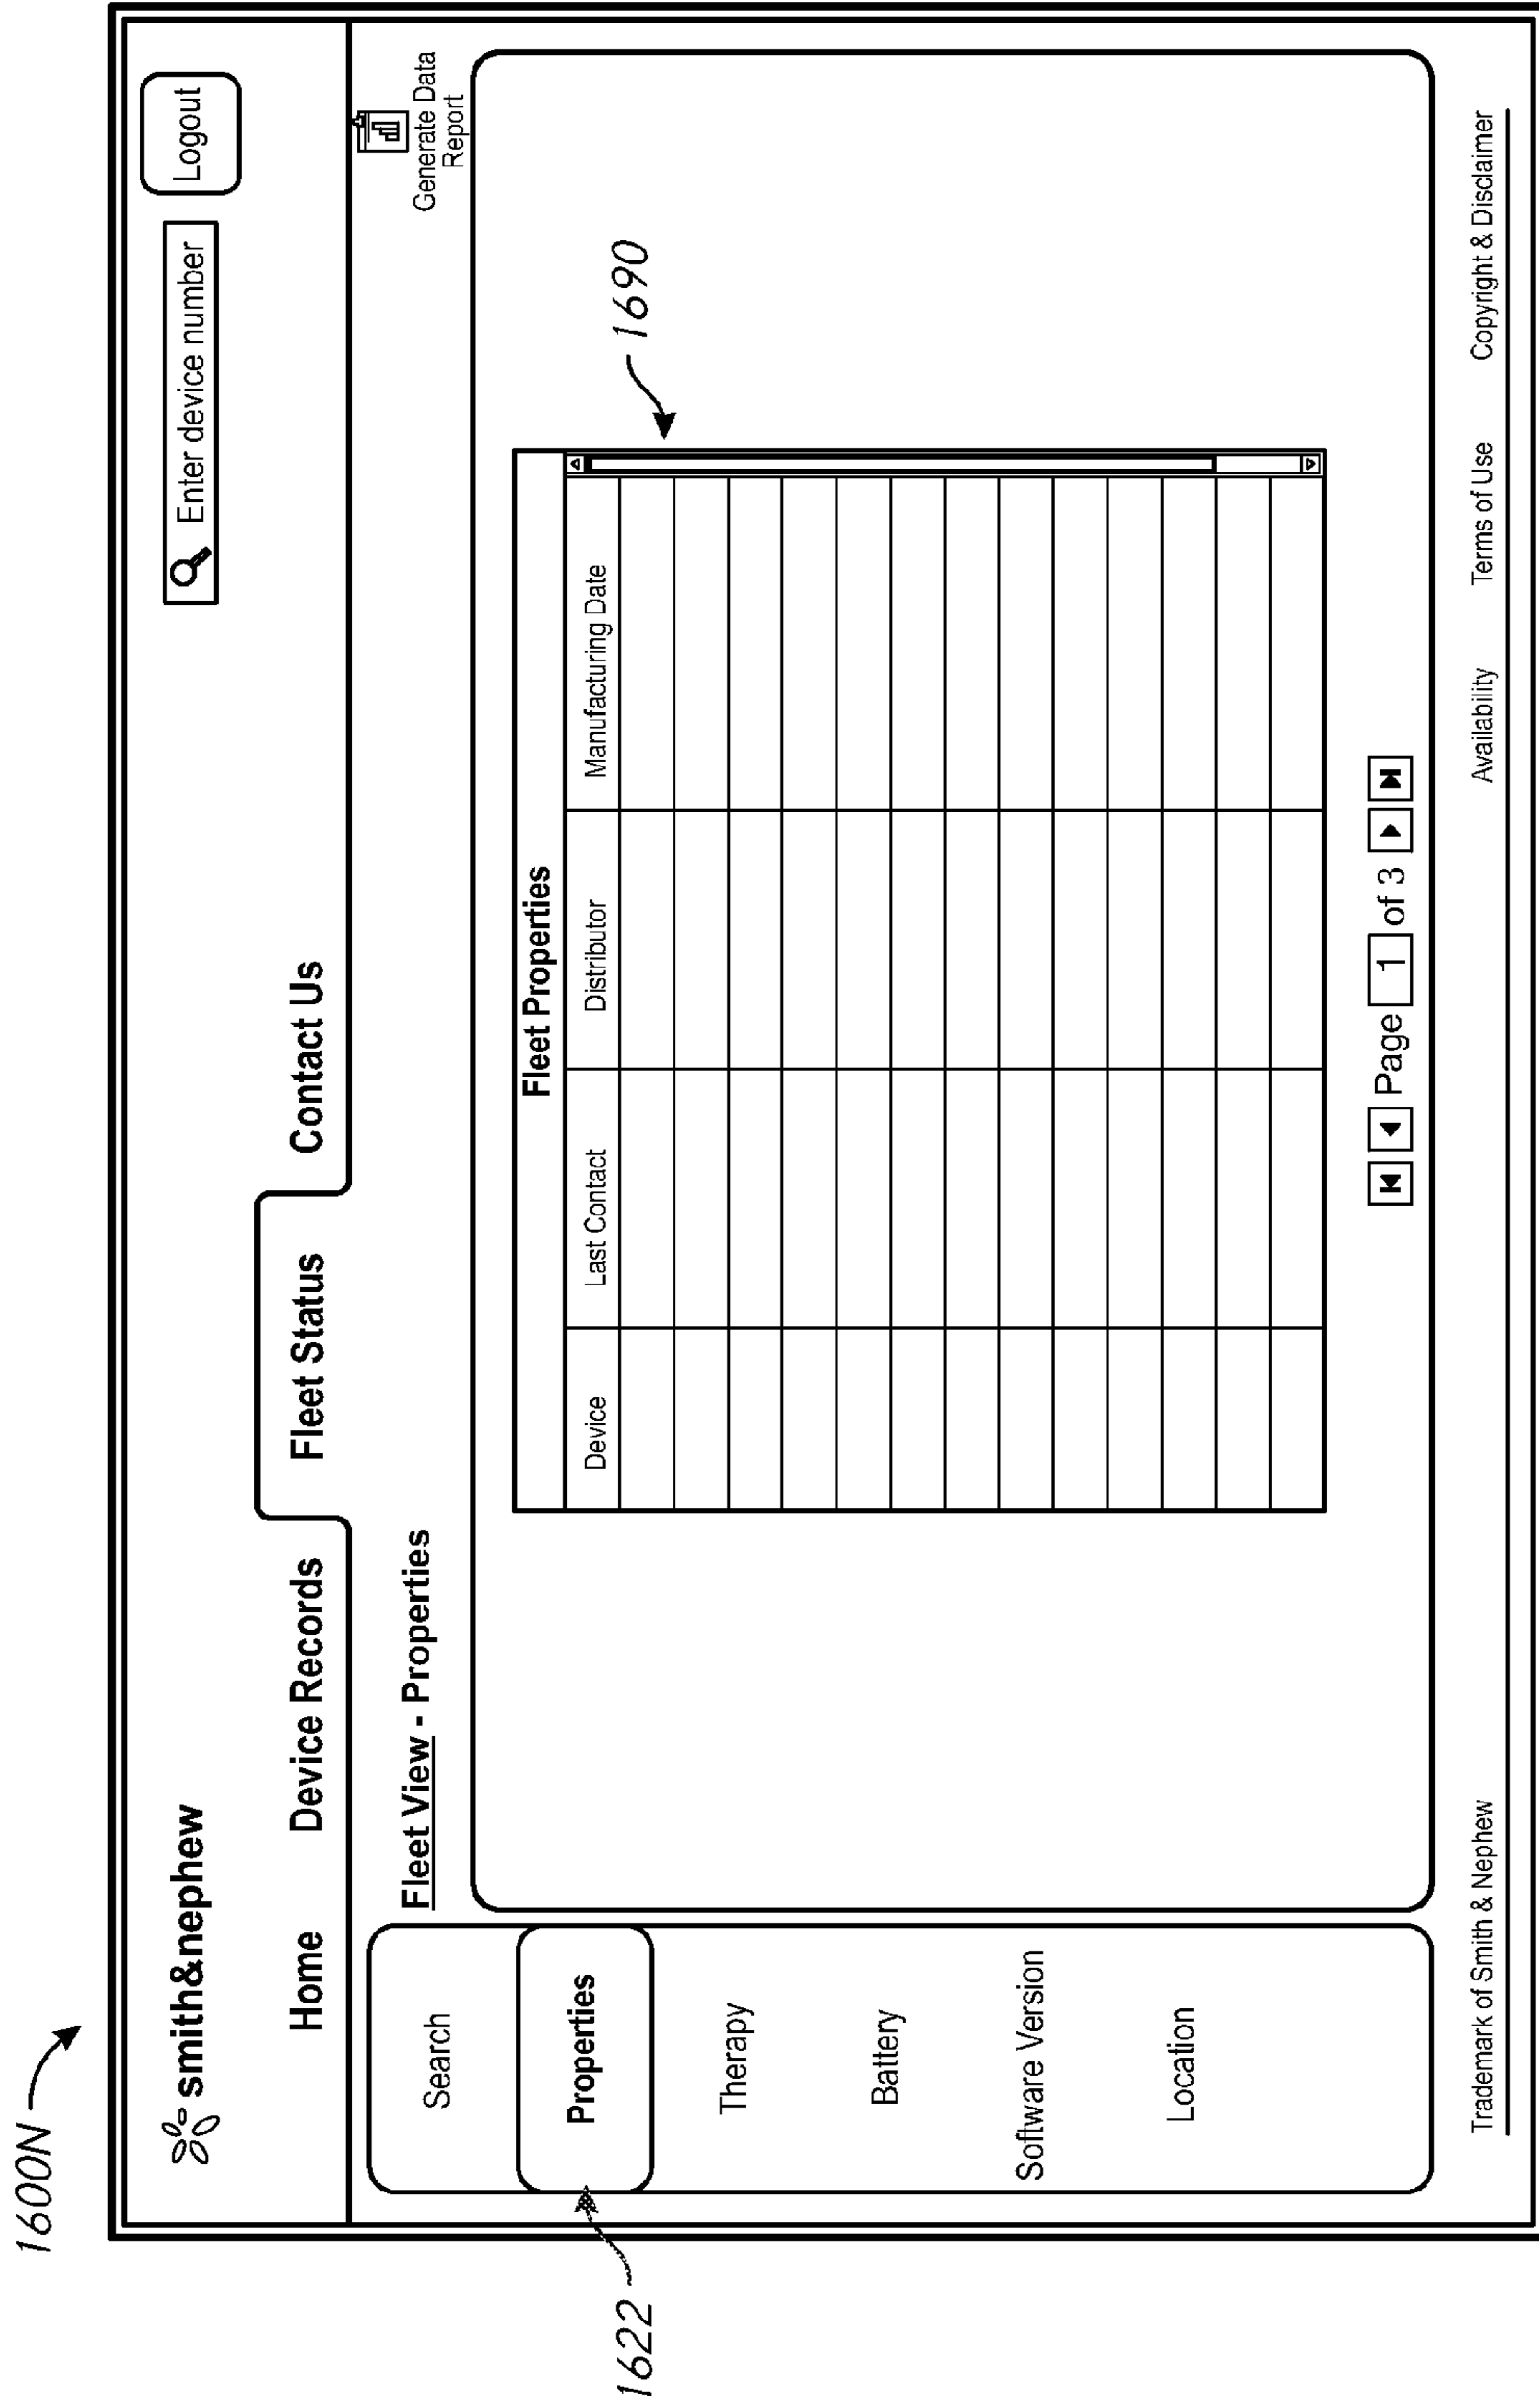 1600N
smith&nephew
Enter device number
Logout
Home Device Records Fleet Status Contact Us
Fleet View - Properties
Generate Data
Report
Search
Properties
Therapy
Battery
Software Version
Location
1622
Fleet Properties
Device Last Contact Distributor Manufacturing Date
1690
Page 1 of 3
Trademark of Smith & Nephew Availability Terms of Use Copyright & Disclaimer